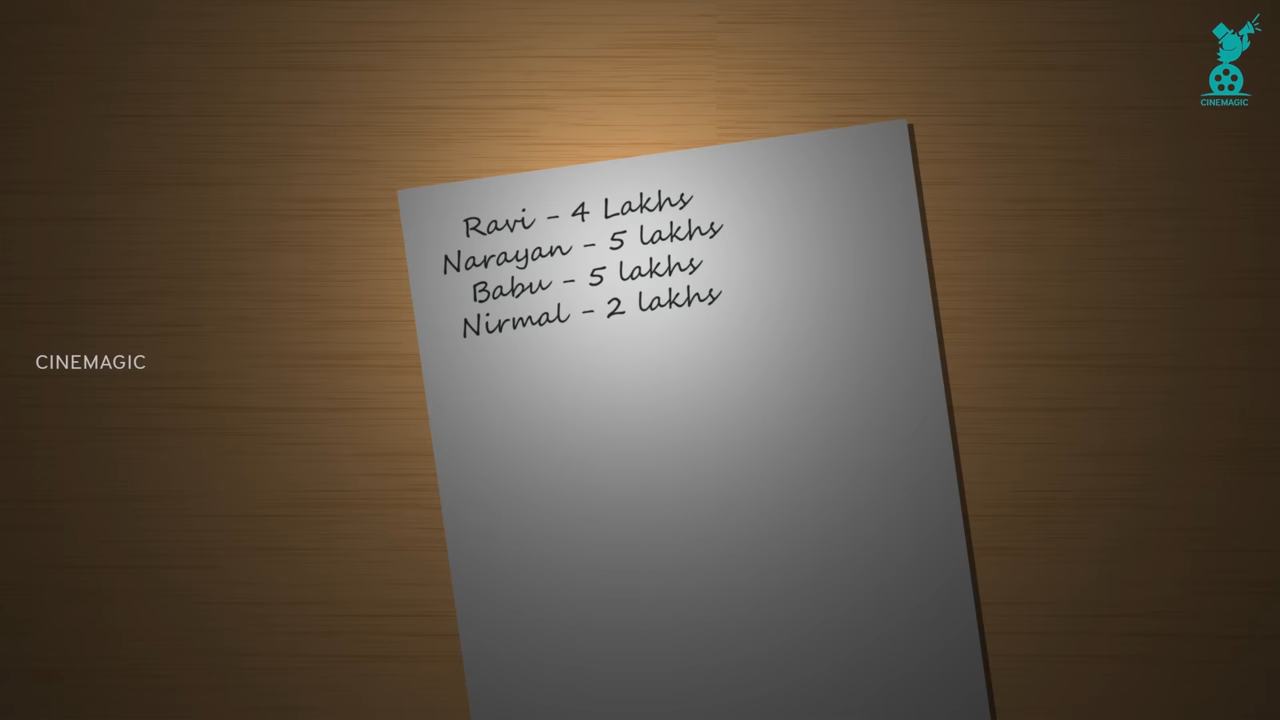 CINEMAGIC
Ravi - 4 Lakhs
Narayan - 5 lakhs
Babu - 5 lakhs
Nirmal - 2 lakhs
CINEMAGIC